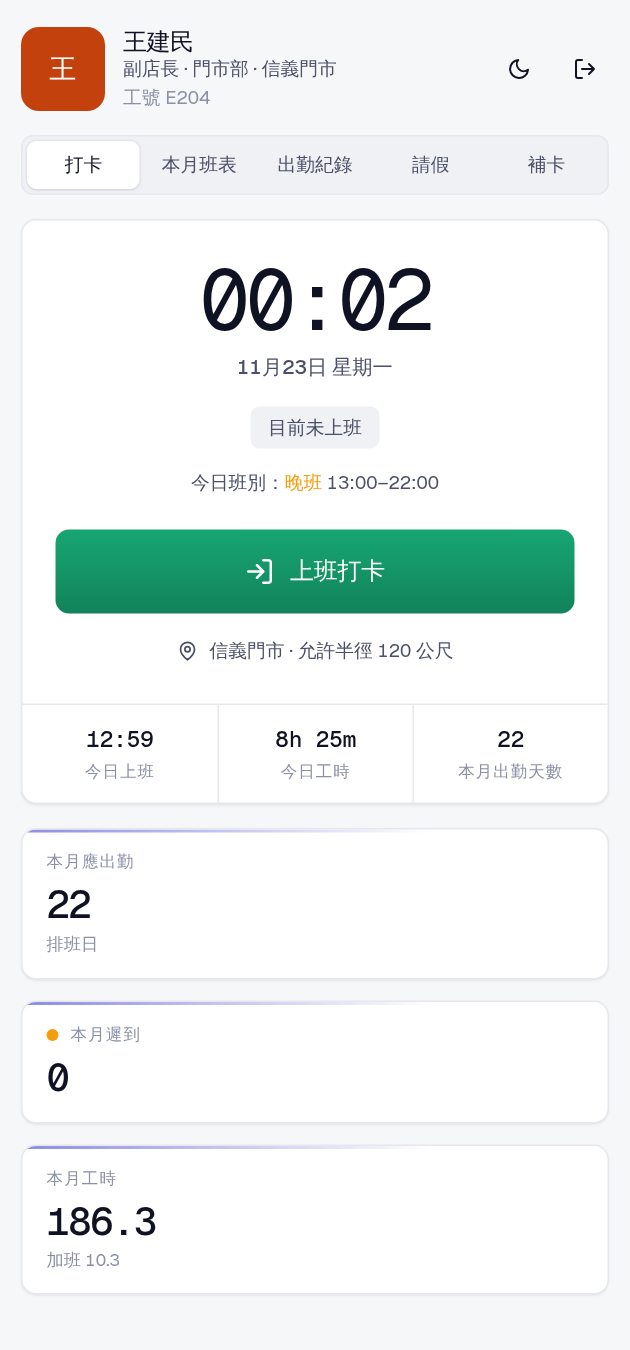 王
王建民
副店長 · 門市部 · 信義門市
工號 E204
打卡
本月班表
出勤紀錄
請假
補卡
00:02
11月23日 星期一
目前未上班
今日班別：晚班 13:00–22:00
上班打卡
信義門市 · 允許半徑 120 公尺
12:59
今日上班
8h 25m
今日工時
22
本月出勤天數
本月應出勤
22
排班日
本月遲到
0
本月工時
186.3
加班 10.3